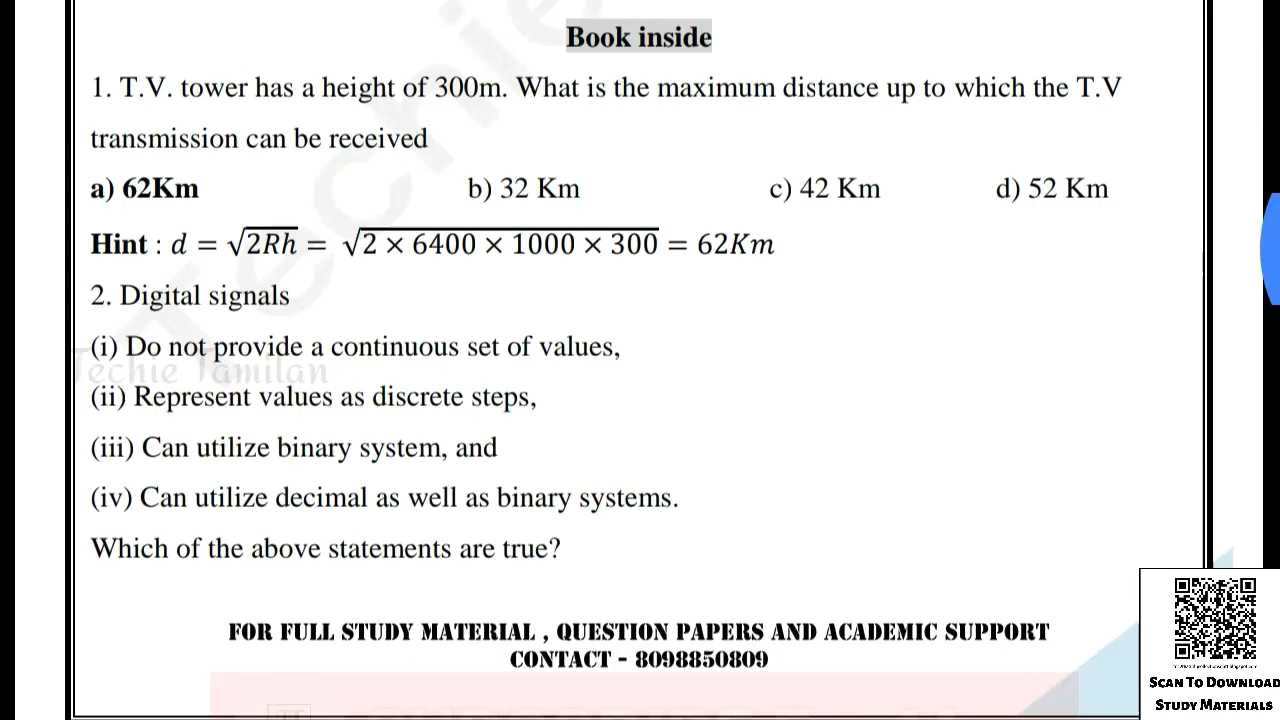 Book inside
1. T.V. tower has a height of 300m. What is the maximum distance up to which the T.V
transmission can be received
a) 62Km b) 32 Km c) 42 Km d) 52 Km
Hint : d = √2Rh = √2 × 6400 × 1000 × 300 = 62Km
2. Digital signals
(i) Do not provide a continuous set of values,
Techie Tamilan
(ii) Represent values as discrete steps,
(iii) Can utilize binary system, and
(iv) Can utilize decimal as well as binary systems.
Which of the above statements are true?
FOR FULL STUDY MATERIAL , QUESTION PAPERS AND ACADEMIC SUPPORT
CONTACT - 8098850809
SCAN TO DOWNLOAD
STUDY MATERIALS